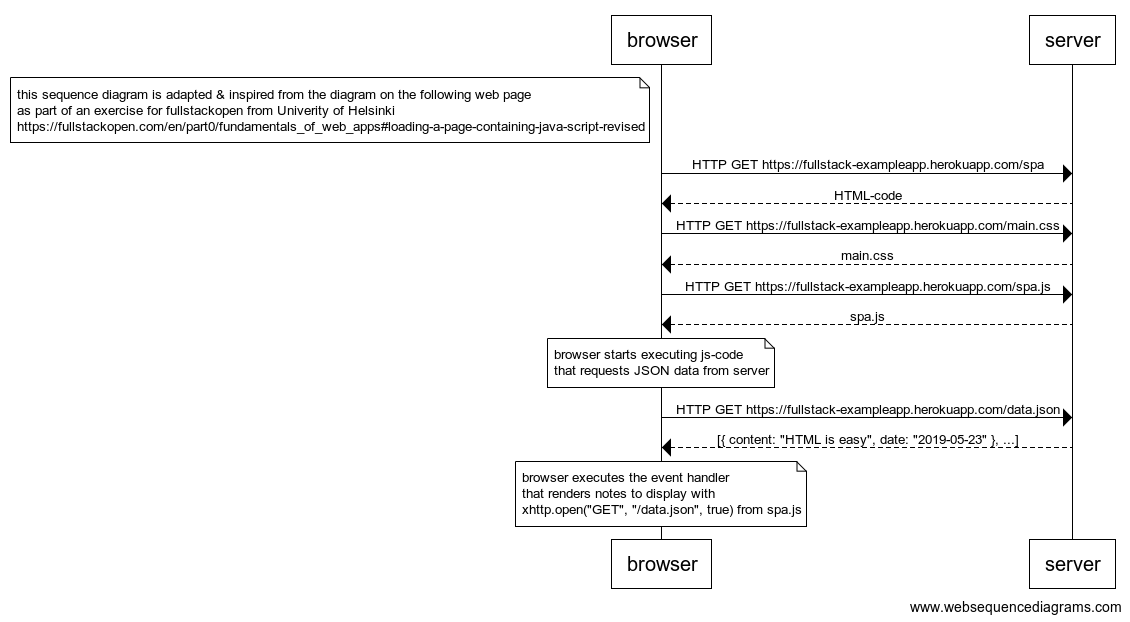 browser
server
this sequence diagram is adapted & inspired from the diagram on the following web page
as part of an exercise for fullstackopen from Univerity of Helsinki
https://fullstackopen.com/en/part0/fundamentals_of_web_apps#loading-a-page-containing-java-script-revised
HTTP GET https://fullstack-exampleapp.herokuapp.com/spa
HTML-code
HTTP GET https://fullstack-exampleapp.herokuapp.com/main.css
main.css
HTTP GET https://fullstack-exampleapp.herokuapp.com/spa.js
spa.js
browser starts executing js-code
that requests JSON data from server
HTTP GET https://fullstack-exampleapp.herokuapp.com/data.json
[{ content: "HTML is easy", date: "2019-05-23" }, ...]
browser executes the event handler
that renders notes to display with
xhttp.open("GET", "/data.json", true) from spa.js
browser
server
www.websequencediagrams.com